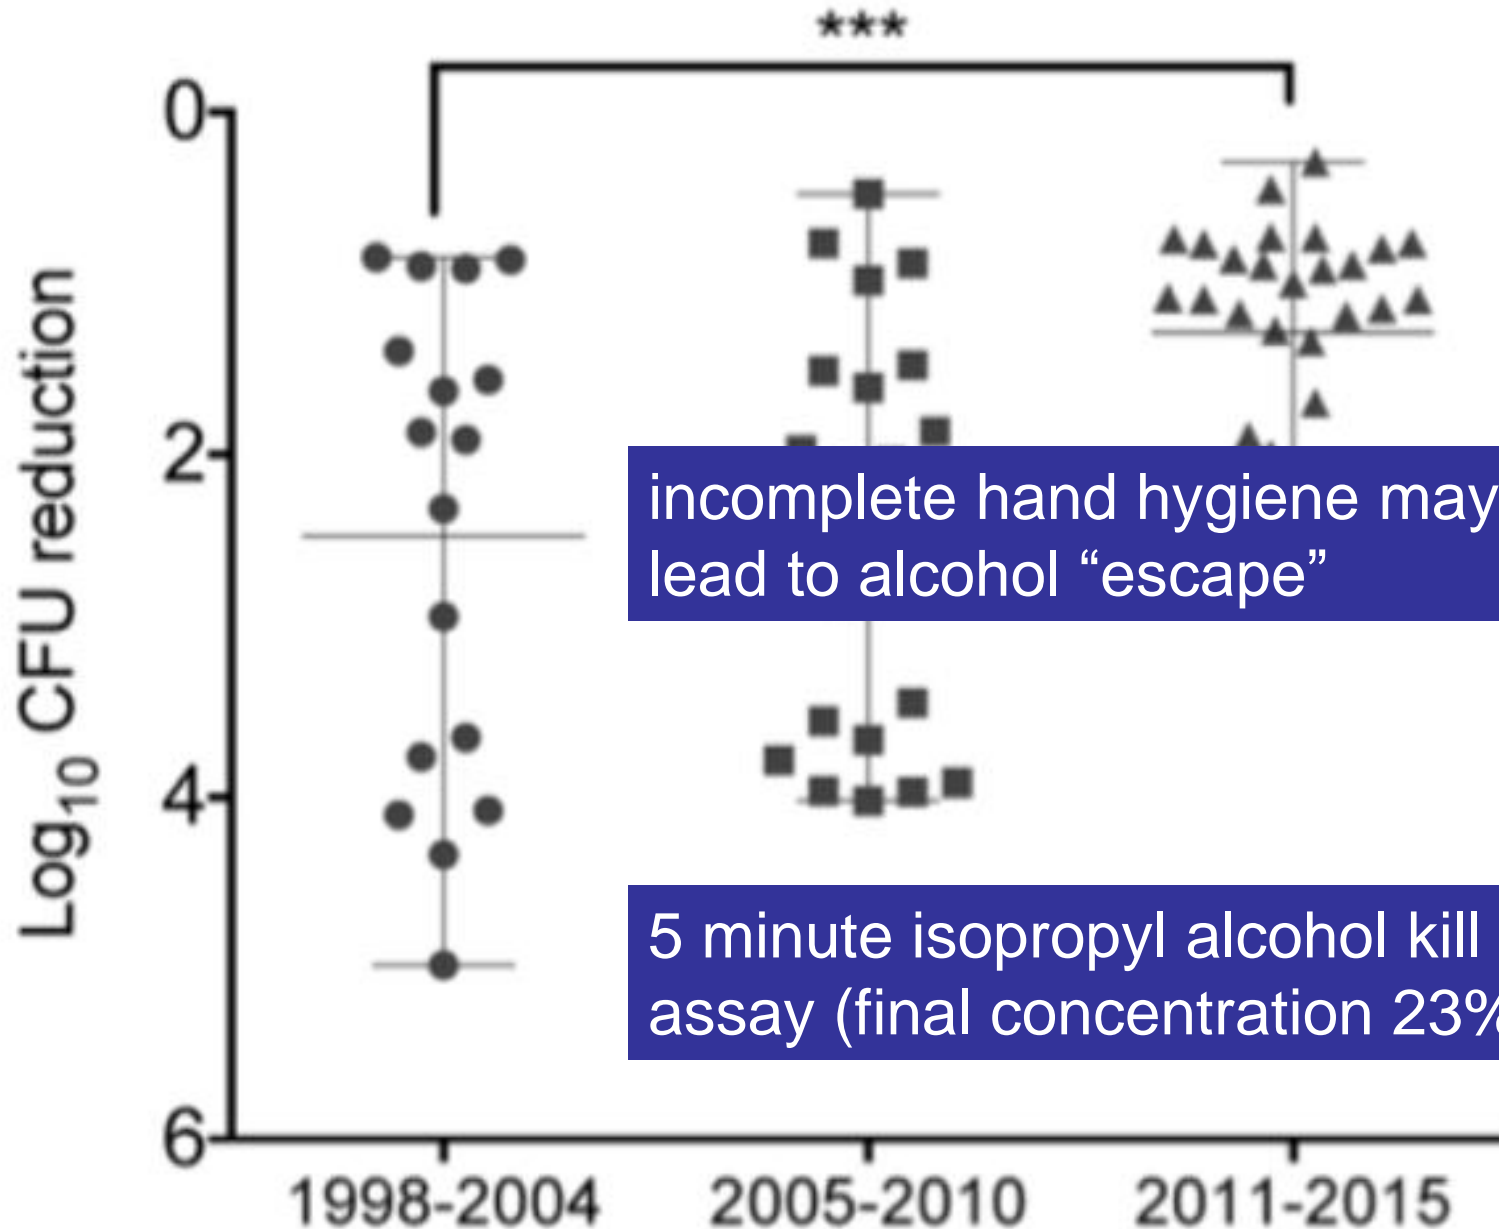 ***
0
2
4
6
Log10 CFU reduction
incomplete hand hygiene may
lead to alcohol “escape”
5 minute isopropyl alcohol kill
assay (final concentration 23%
1998-2004
2005-2010
2011-2015